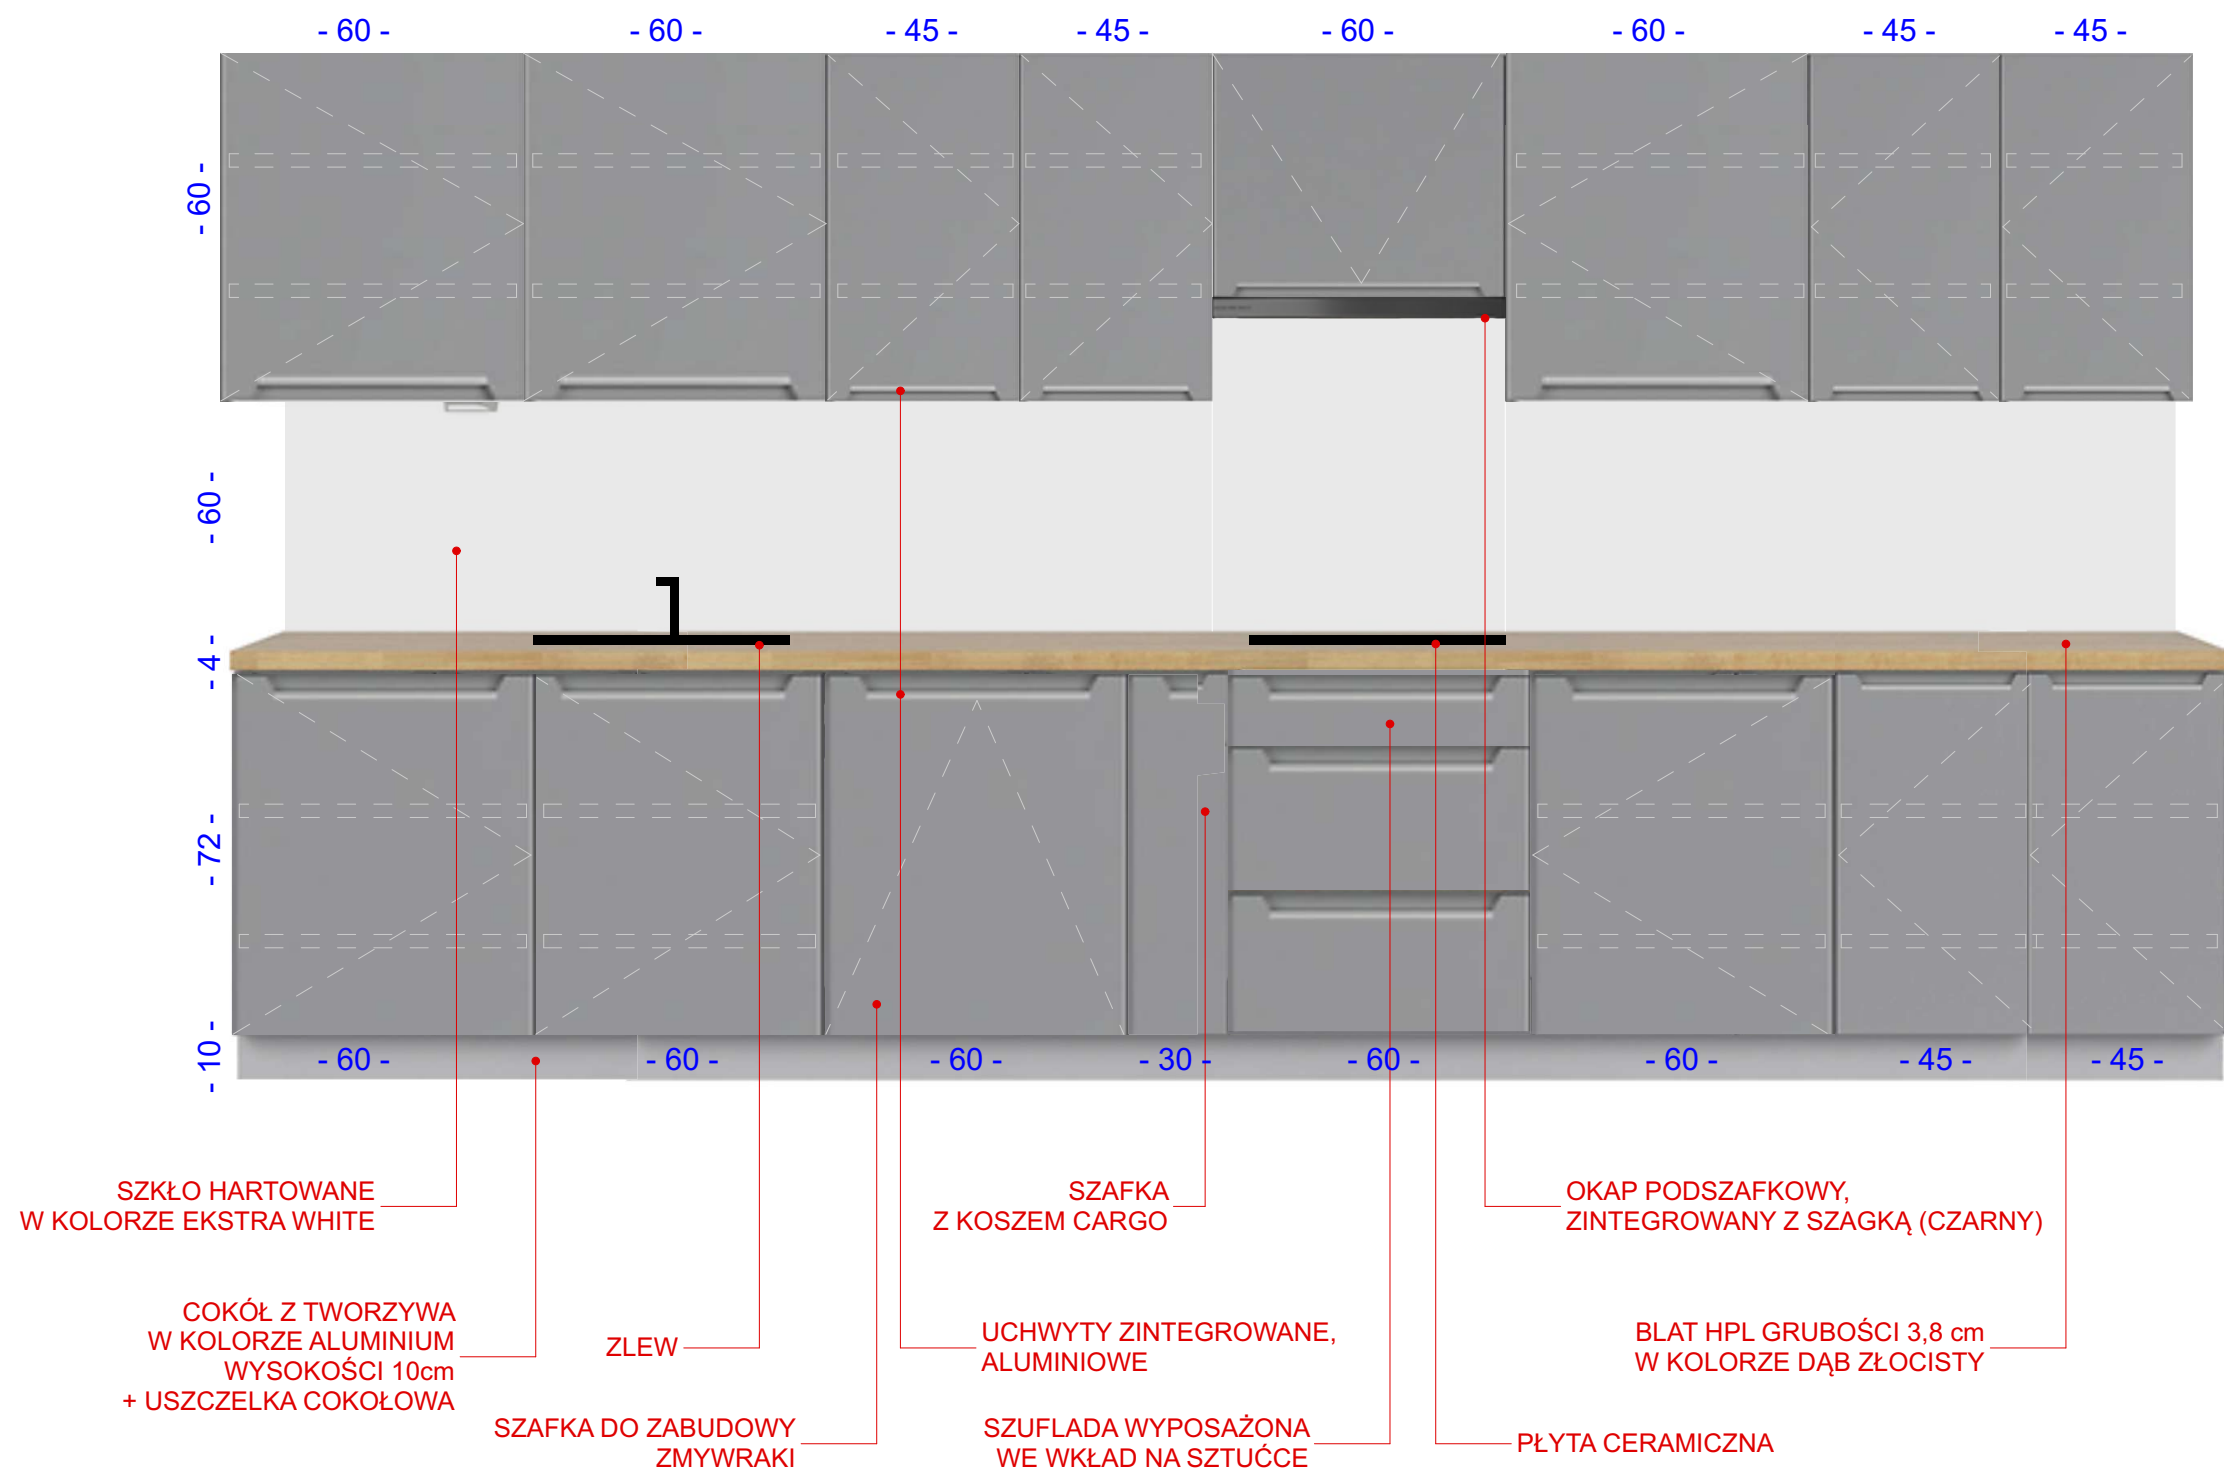 - 60 -
- 60 -
- 45 -
- 45 -
- 60 -
- 60 -
- 45 -
- 45 -
- 60 -
- 60 -
- 4 -
- 72 -
- 10 -
- 60 -
- 60 -
- 60 -
- 30 -
- 60 -
- 60 -
- 45 -
- 45 -
SZKŁO HARTOWANE
W KOLORZE EKSTRA WHITE
SZAFKA
Z KOSZEM CARGO
OKAP PODSZAFKOWY,
ZINTEGROWANY Z SZAGKĄ (CZARNY)
COKÓŁ Z TWORZYWA
W KOLORZE ALUMINIUM
WYSOKOŚCI 10cm
+ USZCZELKA COKOŁOWA
ZLEW
UCHWYTY ZINTEGROWANE,
ALUMINIOWE
BLAT HPL GRUBOŚCI 3,8 cm
W KOLORZE DĄB ZŁOCISTY
SZAFKA DO ZABUDOWY
ZMYWRAKI
SZUFLADA WYPOSAŻONA
WE WKŁAD NA SZTUĆCE
PŁYTA CERAMICZNA